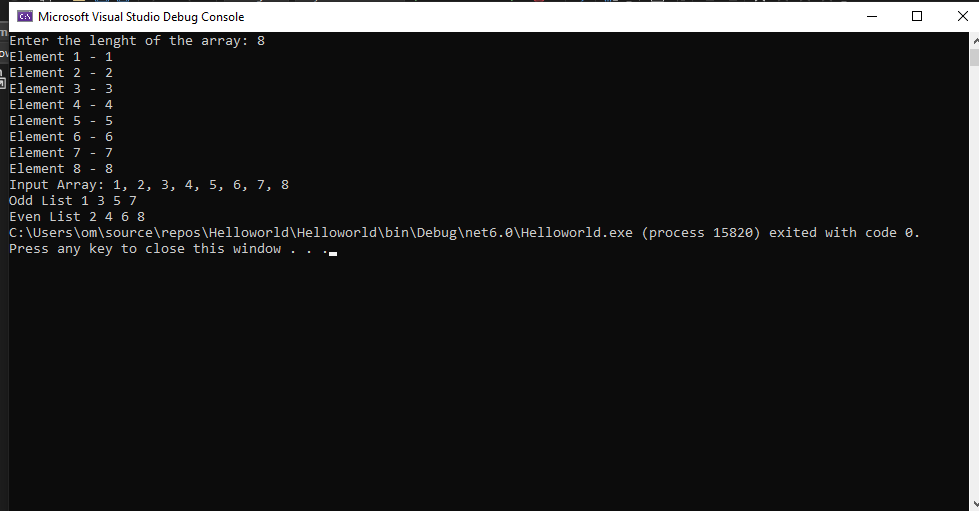 Microsoft Visual Studio Debug Console
Enter the lenght of the array: 8
Element 1 - 1
Element 2 - 2
Element 3 - 3
Element 4 - 4
Element 5 - 5
Element 6 - 6
Element 7 - 7
Element 8 - 8
Input Array: 1, 2, 3, 4, 5, 6, 7, 8
Odd List 1 3 5 7
Even List 2 4 6 8
C:\Users\om\source\repos\Helloworld\Helloworld\bin\Debug\net6.0\Helloworld.exe (process 15820) exited with code 0.
Press any key to close this window . . .